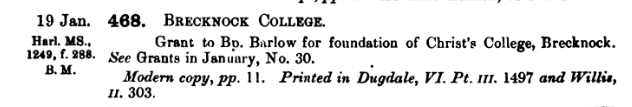 19 Jan. 468. BRECKNOCK COLLEGE.
Harl. MS., Grant to Bp. Barlow for foundation of Christ's College, Brecknock.
1249, f. 288. See Grants in January, No. 30.
B. M.
Modern copy, pp. 11. Printed in Dugdale, VI. Pt. III. 1497 and Willis,
II. 303.